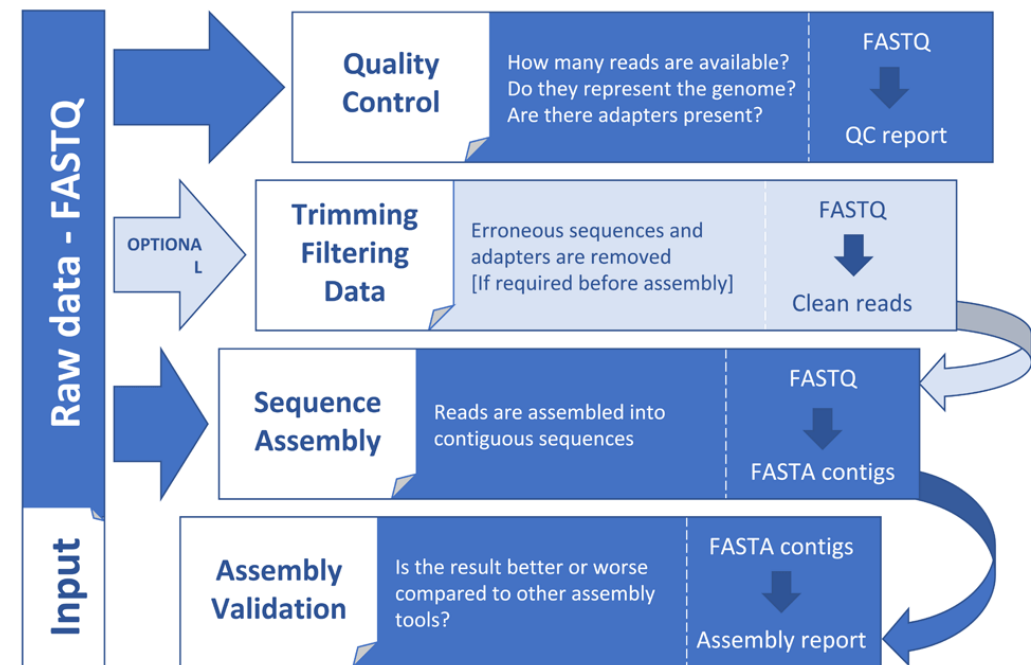 Raw data - FASTQ
Input
Quality
Control
How many reads are available?
Do they represent the genome?
Are there adapters present?
FASTQ
QC report
OPTIONA
L
Trimming
Filtering
Data
Erroneous sequences and
adapters are removed
[If required before assembly]
FASTQ
Clean reads
Sequence
Assembly
Reads are assembled into
contiguous sequences
FASTQ
FASTA contigs
Assembly
Validation
Is the result better or worse
compared to other assembly
tools?
FASTA contigs
Assembly report